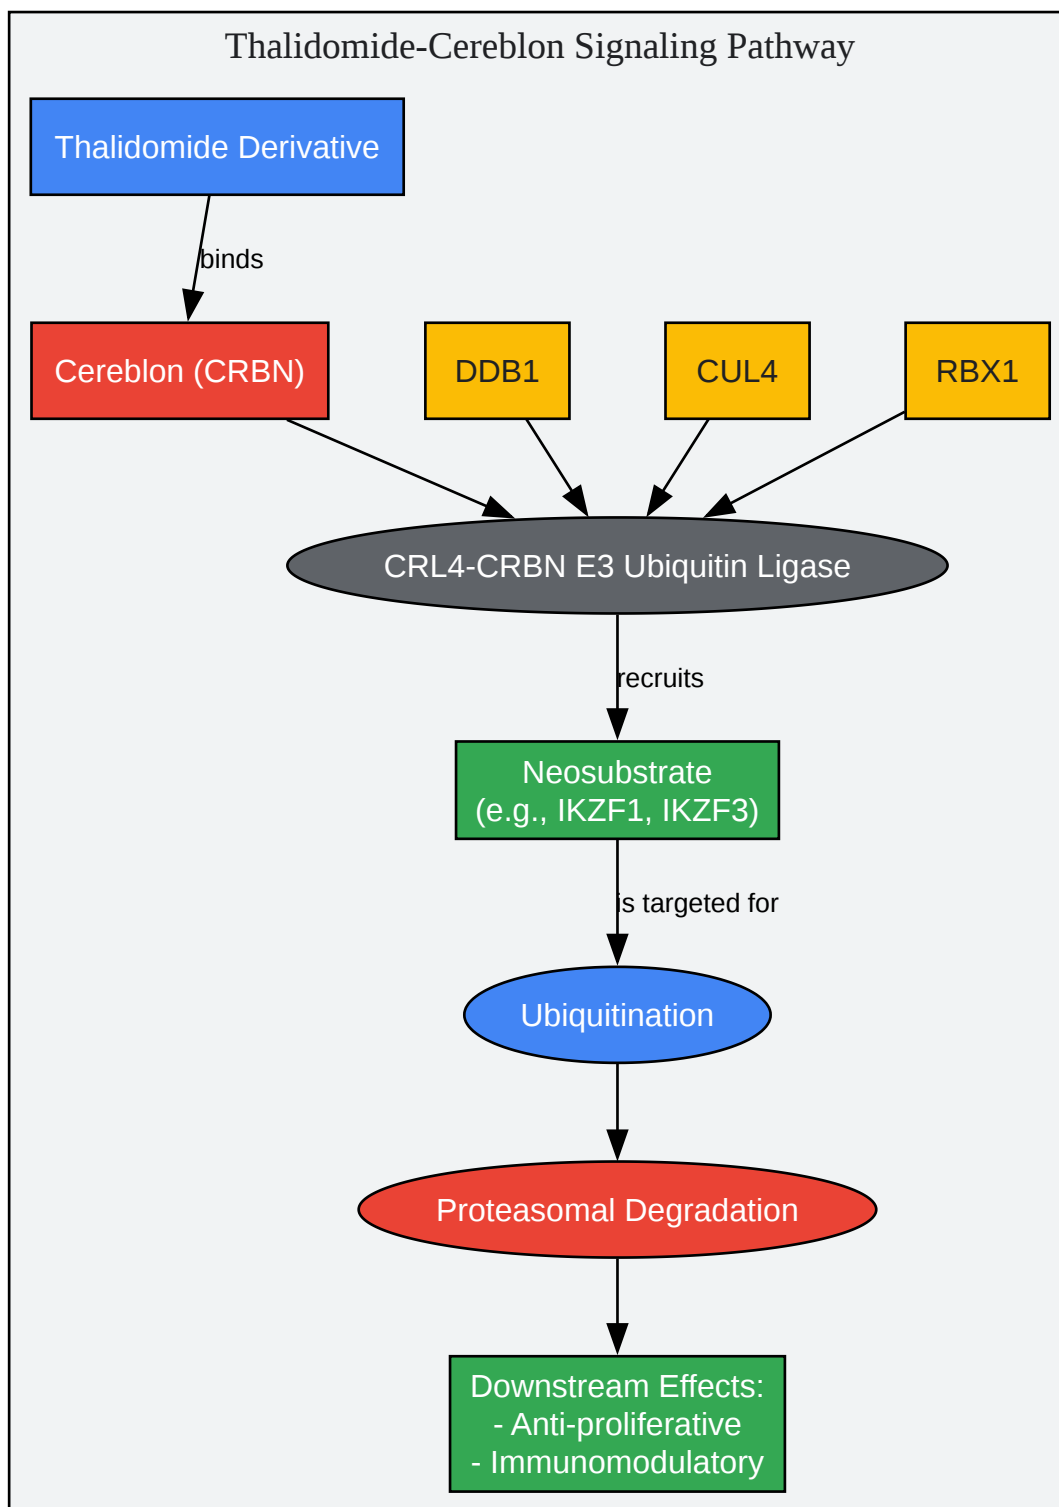 Thalidomide-Cereblon Signaling Pathway
Thalidomide Derivative
binds
Cereblon (CRBN)
DDB1
CUL4
RBX1
CRL4-CRBN E3 Ubiquitin Ligase
recruits
Neosubstrate
(e.g., IKZF1, IKZF3)
is targeted for
Ubiquitination
Proteasomal Degradation
Downstream Effects:
- Anti-proliferative
- Immunomodulatory